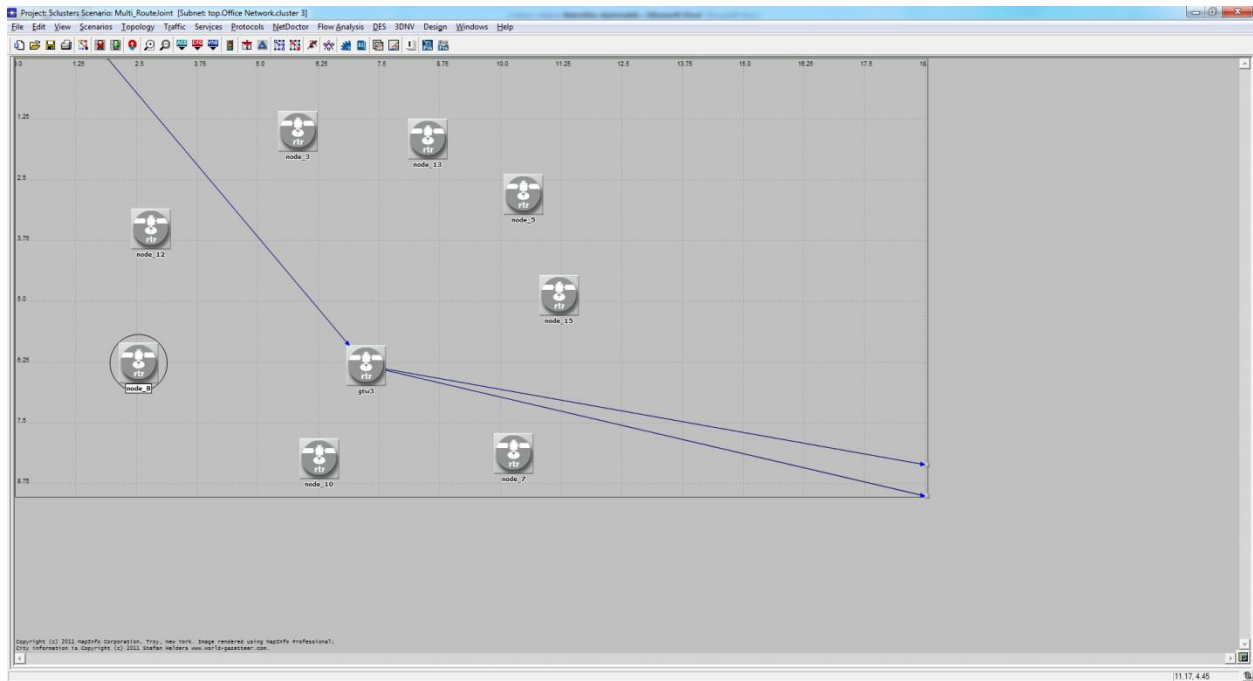 Project: 5clusters Scenario: Multi_RouteJoint [Subnet: top.Office Network.cluster 3]
File Edit View Scenarios Topology Traffic Services Protocols NetDoctor Flow Analysis DES 3DNV Design Windows Help
0.0 1.25 2.5 3.75 5.0 6.25 7.5 8.75 10.0 11.25 12.5 13.75 15.0 16.25 17.5 18.
1.25
rtr
node_3
rtr
node_13
2.5
rtr
node_5
3.75
rtr
node_12
5.0
rtr
node_15
6.25
rtr
node_8
rtr
gtw3
7.5
rtr
node_10
rtr
node_7
8.75
Copyright (c) 2011 MapInfo Corporation, Troy, New York. Image rendered using MapInfo Professional;
City information is Copyright (c) 2011 Stefan Helders www.world-gazetteer.com.
11.17, 4.45